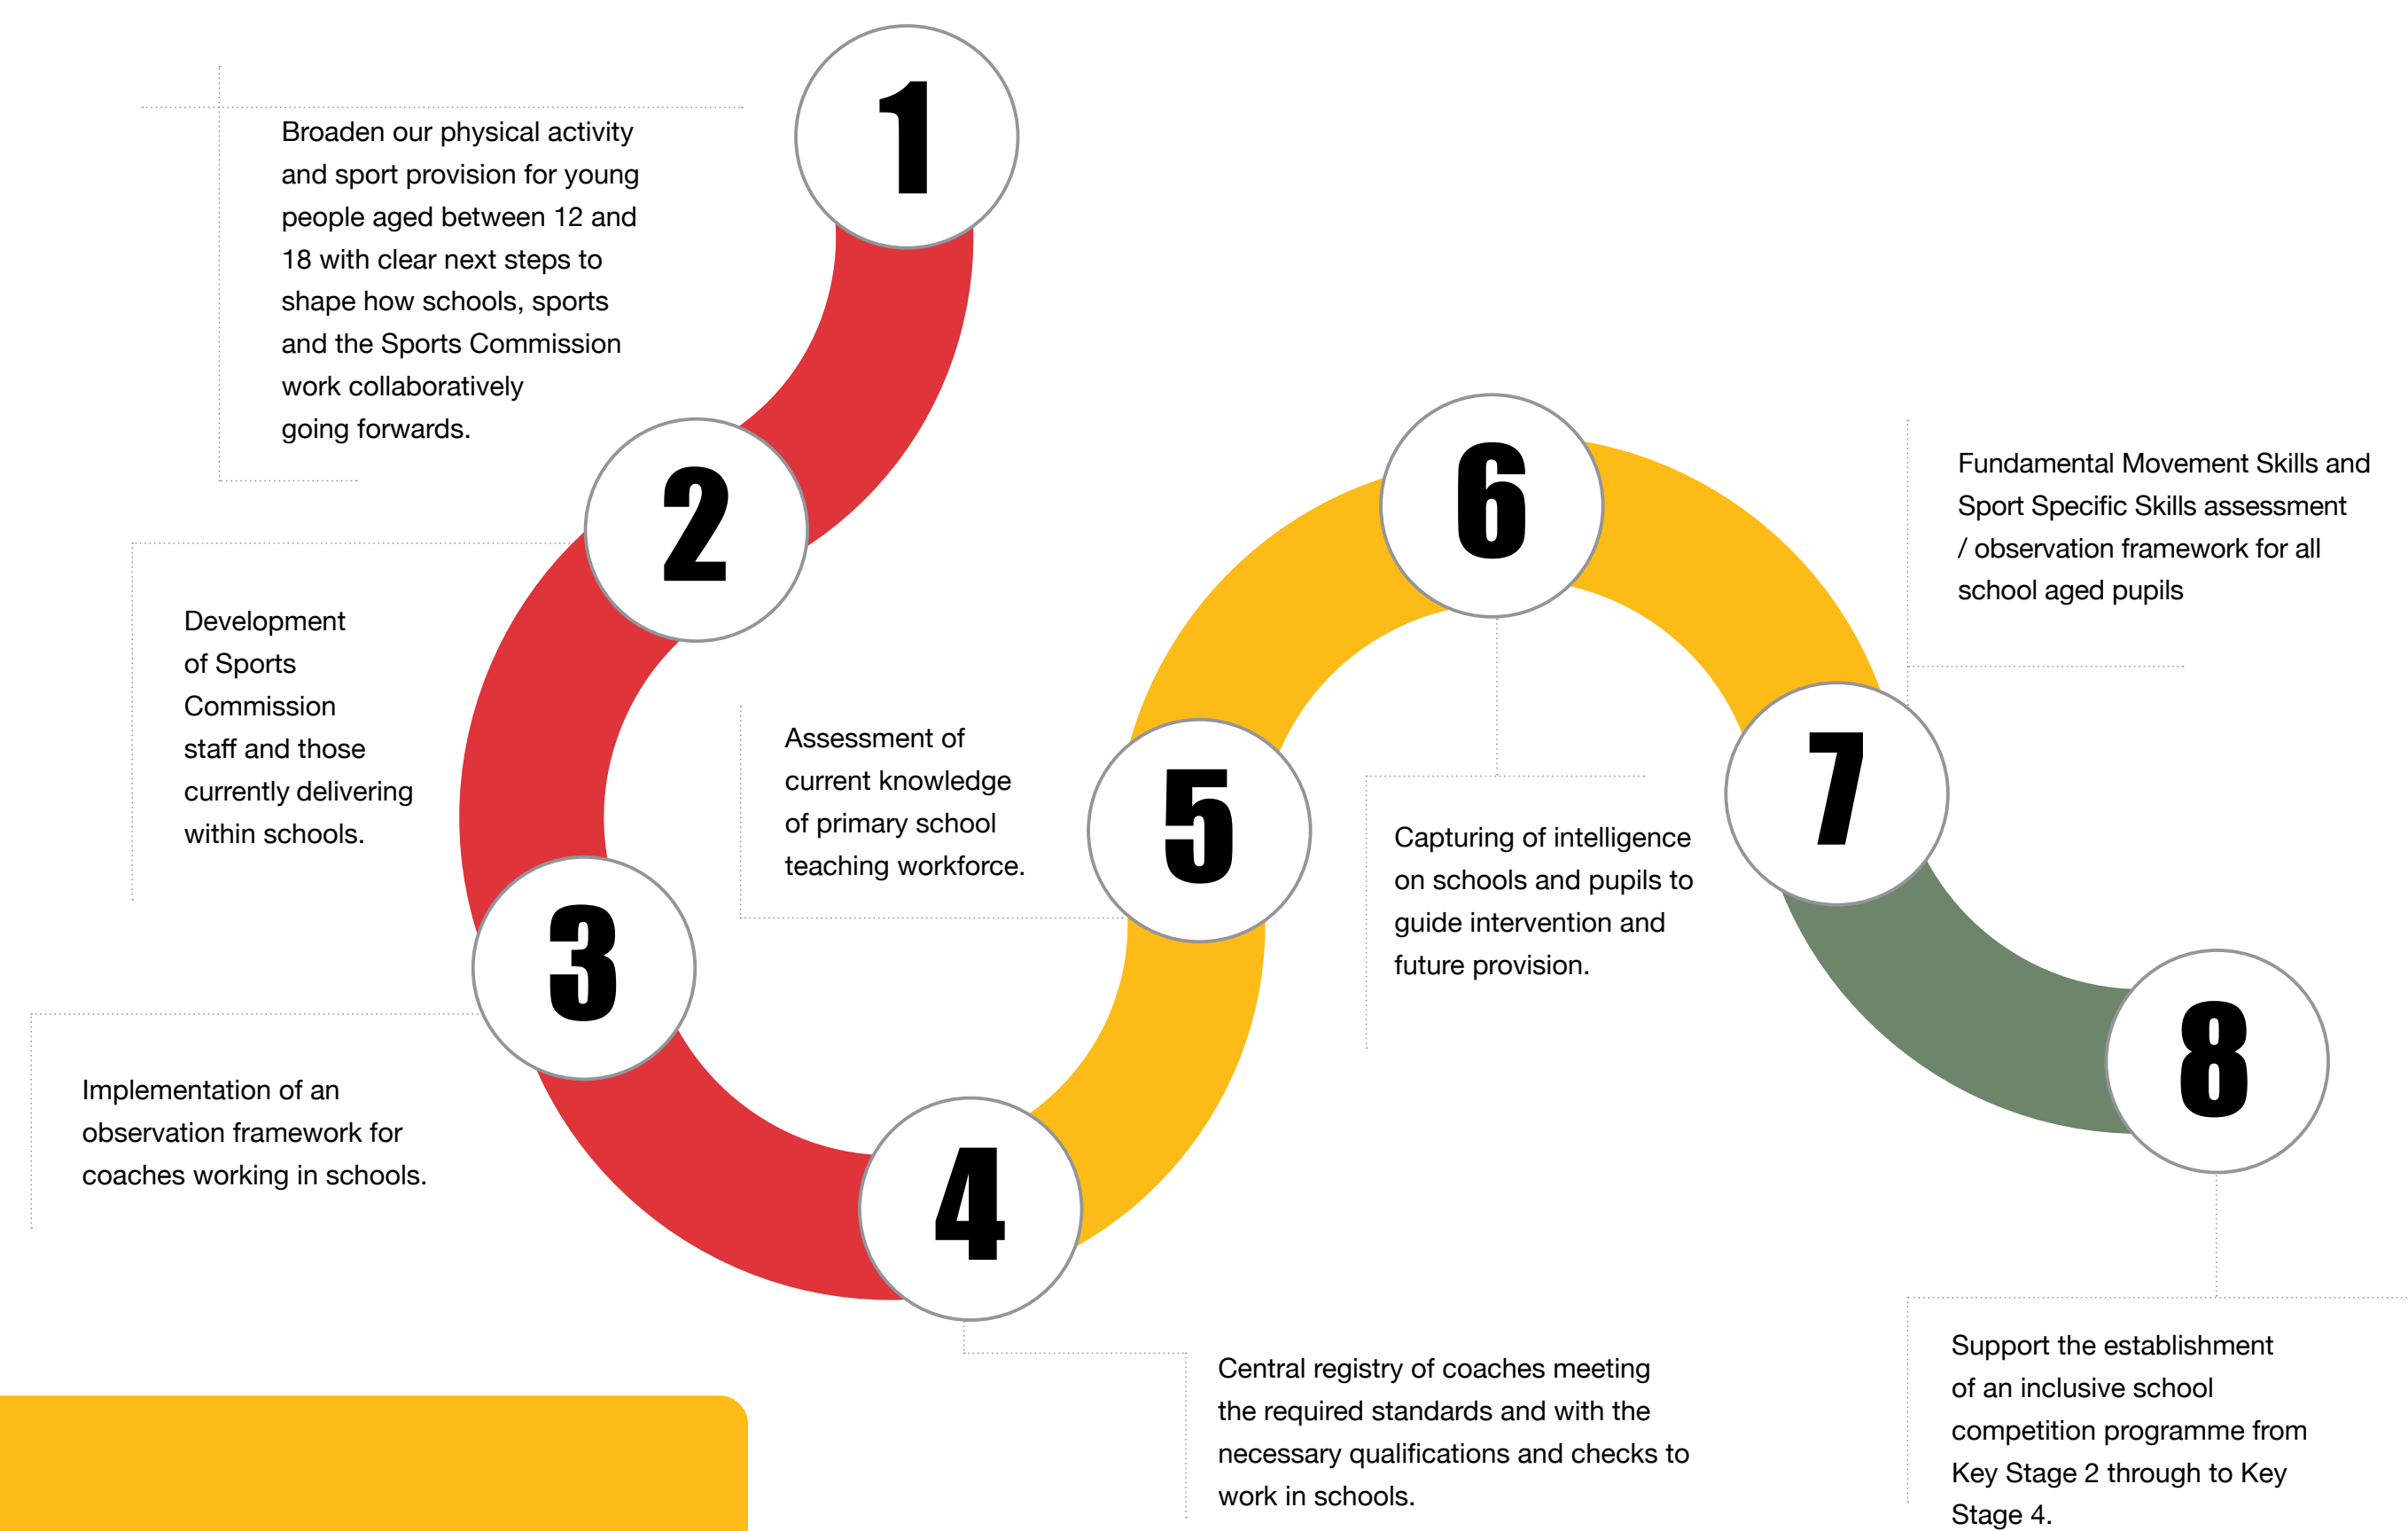 1
Broaden our physical activity
and sport provision for young
people aged between 12 and
18 with clear next steps to
shape how schools, sports
and the Sports Commission
work collaboratively
going forwards.
2
Development
of Sports
Commission
staff and those
currently delivering
within schools.
3
Implementation of an
observation framework for
coaches working in schools.
4
Central registry of coaches meeting
the required standards and with the
necessary qualifications and checks to
work in schools.
5
Assessment of
current knowledge
of primary school
teaching workforce.
6
Capturing of intelligence
on schools and pupils to
guide intervention and
future provision.
7
Fundamental Movement Skills and
Sport Specific Skills assessment
/ observation framework for all
school aged pupils
8
Support the establishment
of an inclusive school
competition programme from
Key Stage 2 through to Key
Stage 4.